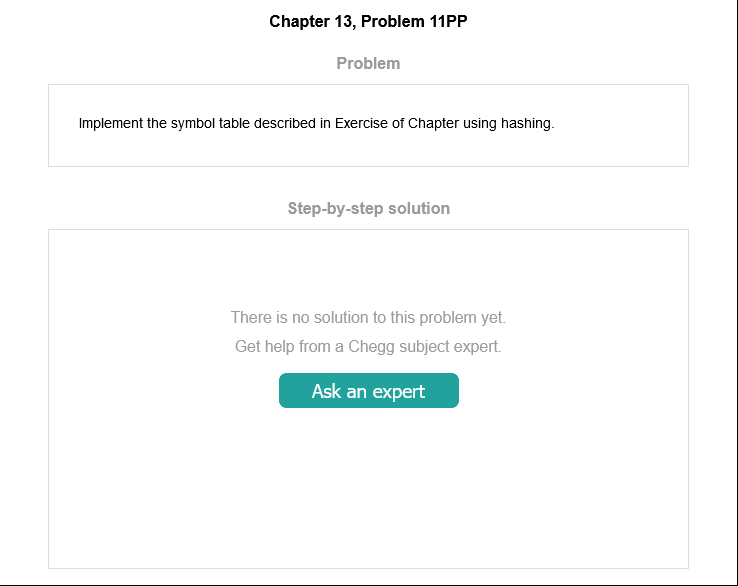 Chapter 13, Problem 11PP
Problem
Implement the symbol table described in Exercise of Chapter using hashing.
Step-by-step solution
There is no solution to this problem yet.
Get help from a Chegg subject expert.
Ask an expert